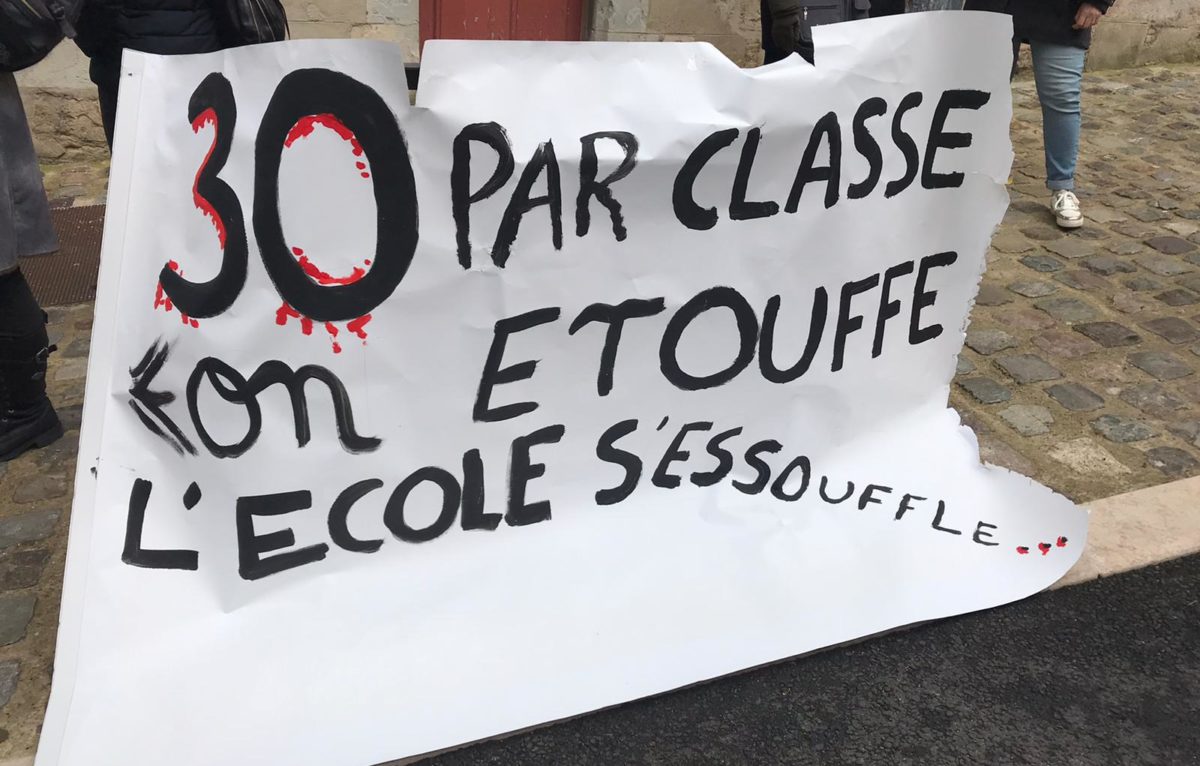 30 PAR CLASSE
on ETOUFFE
L'ECOLE S'ESSOUFFLE...